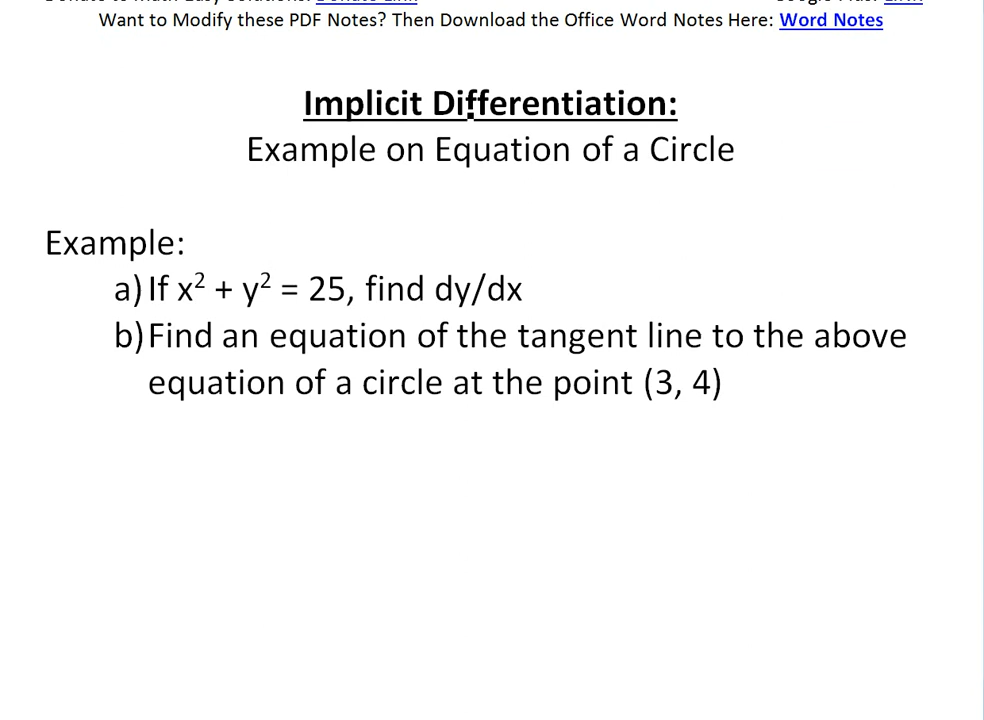 Want to Modify these PDF Notes? Then Download the Office Word Notes Here: Word Notes
Implicit Differentiation:
Example on Equation of a Circle
Example:
a) If x² + y² = 25, find dy/dx
b) Find an equation of the tangent line to the above
equation of a circle at the point (3, 4)